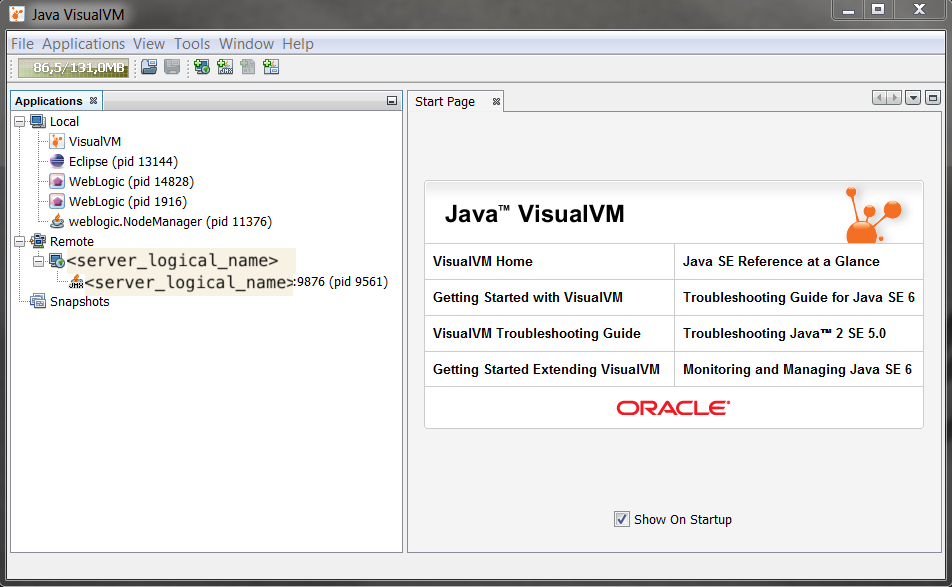 Java VisualVM
File Applications View Tools Window Help
86,5/131,0MB
Applications
Local
VisualVM
Eclipse (pid 13144)
WebLogic (pid 14828)
WebLogic (pid 1916)
weblogic.NodeManager (pid 11376)
Remote
<server_logical_name>
JMX <server_logical_name>:9876 (pid 9561)
Snapshots
Start Page
Java™ VisualVM
VisualVM Home
Java SE Reference at a Glance
Getting Started with VisualVM
Troubleshooting Guide for Java SE 6
VisualVM Troubleshooting Guide
Troubleshooting Java™ 2 SE 5.0
Getting Started Extending VisualVM
Monitoring and Managing Java SE 6
ORACLE®
Show On Startup